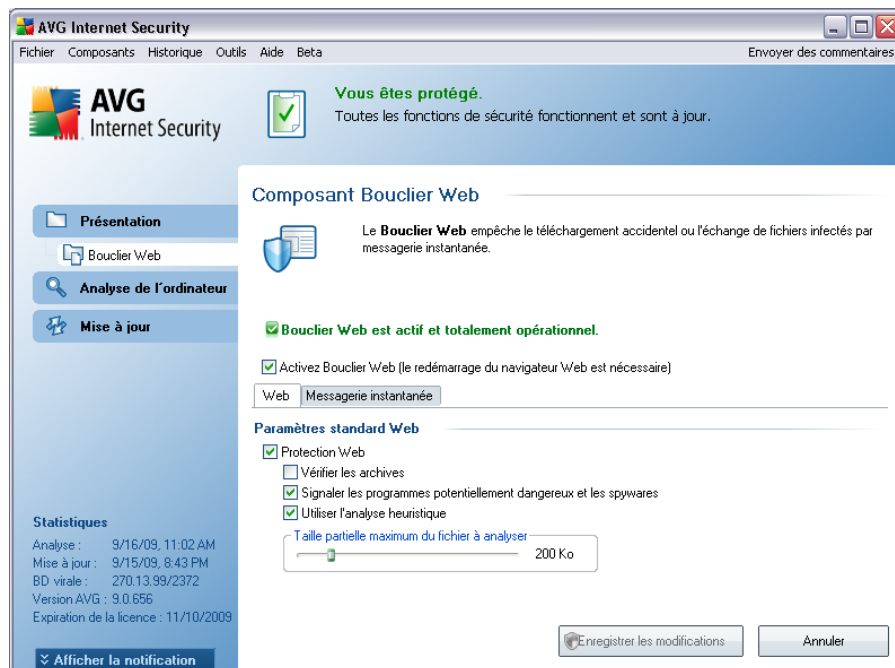 AVG Internet Security
Fichier Composants Historique Outils Aide Beta Envoyer des commentaires
AVG
Internet Security
Vous êtes protégé.
Toutes les fonctions de sécurité fonctionnent et sont à jour.
Présentation
Bouclier Web
Analyse de l'ordinateur
Mise à jour
Statistiques
Analyse : 9/16/09, 11:02 AM
Mise à jour : 9/15/09, 8:43 PM
BD virale : 270.13.99/2372
Version AVG : 9.0.656
Expiration de la licence : 11/10/2009
Afficher la notification
Composant Bouclier Web
Le Bouclier Web empêche le téléchargement accidentel ou l'échange de fichiers infectés par
messagerie instantanée.
Bouclier Web est actif et totalement opérationnel.
Activez Bouclier Web (le redémarrage du navigateur Web est nécessaire)
Web Messagerie instantanée
Paramètres standard Web
Protection Web
Vérifier les archives
Signaler les programmes potentiellement dangereux et les spywares
Utiliser l'analyse heuristique
Taille partielle maximum du fichier à analyser
200 Ko
Enregistrer les modifications Annuler